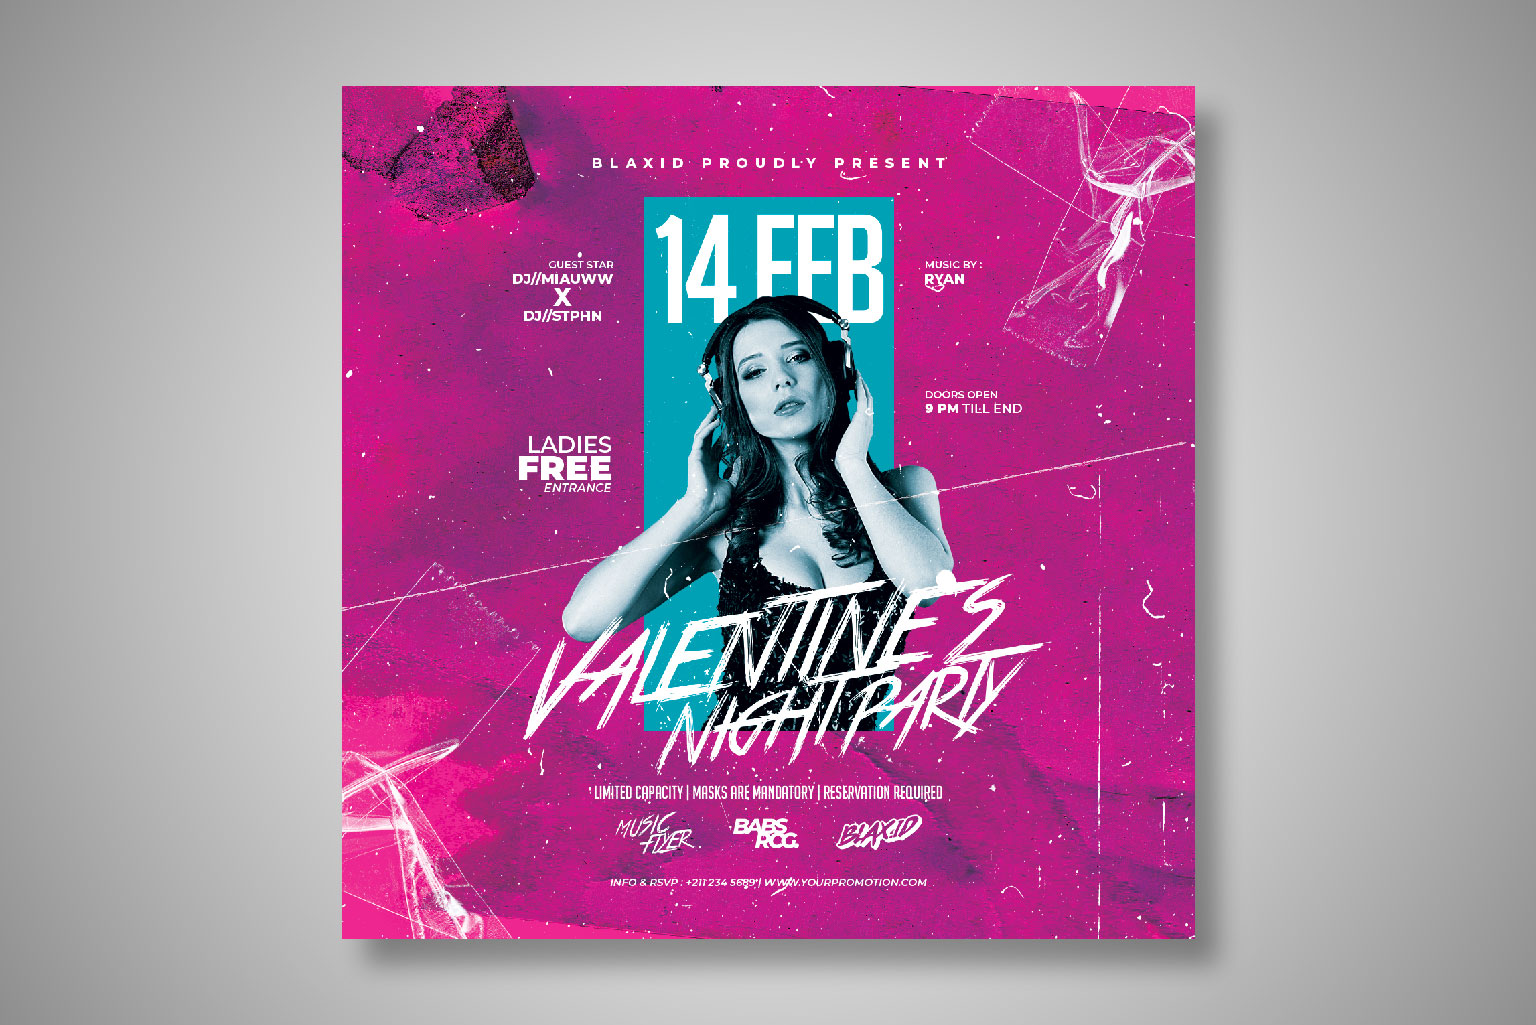 BLAXID PROUDLY PRESENT
14 FEB
GUEST STAR
DJ//MIAUWW
X
DJ//STPHN
MUSIC BY :
RYAN
DOORS OPEN
9 PM TILL END
LADIES
FREE
ENTRANCE
VALENTINE'S
NIGHT PARTY
LIMITED CAPACITY | MASKS ARE MANDATORY | RESERVATION REQUIRED
MUSIC
FLYER
BABS
ROG.
BLAXID
INFO & RSVP : +211 234 5689 | WWW.YOURPROMOTION.COM